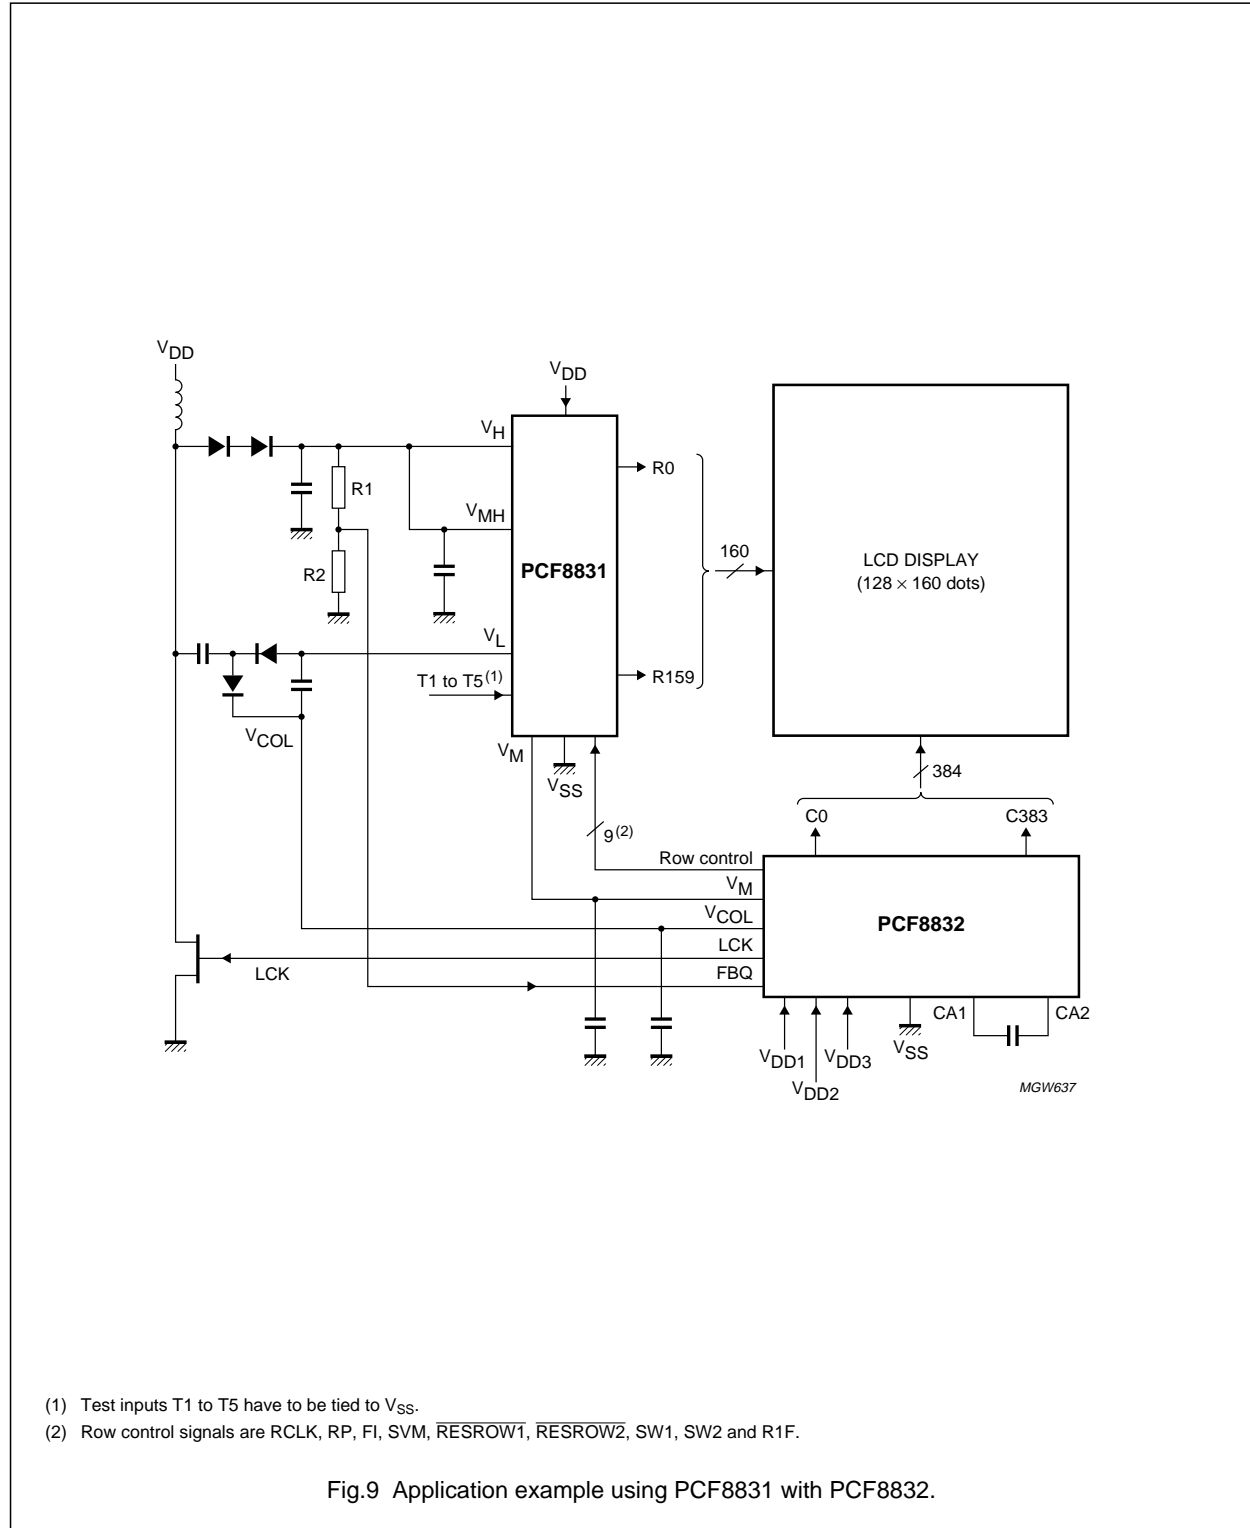 VDD
VDD
VH
R0
R1
VMH
160
LCD DISPLAY
(128 × 160 dots)
PCF8831
R2
VL
T1 to T5(1)
R159
VCOL
VM
VSS
384
C0
C383
9(2)
Row control
VM
VCOL
PCF8832
LCK
LCK
FBQ
CA1
CA2
VDD1
VDD3
VSS
VDD2
MGW637
(1) Test inputs T1 to T5 have to be tied to VSS.
(2) Row control signals are RCLK, RP, FI, SVM, RESROW1, RESROW2, SW1, SW2 and R1F.
Fig.9 Application example using PCF8831 with PCF8832.